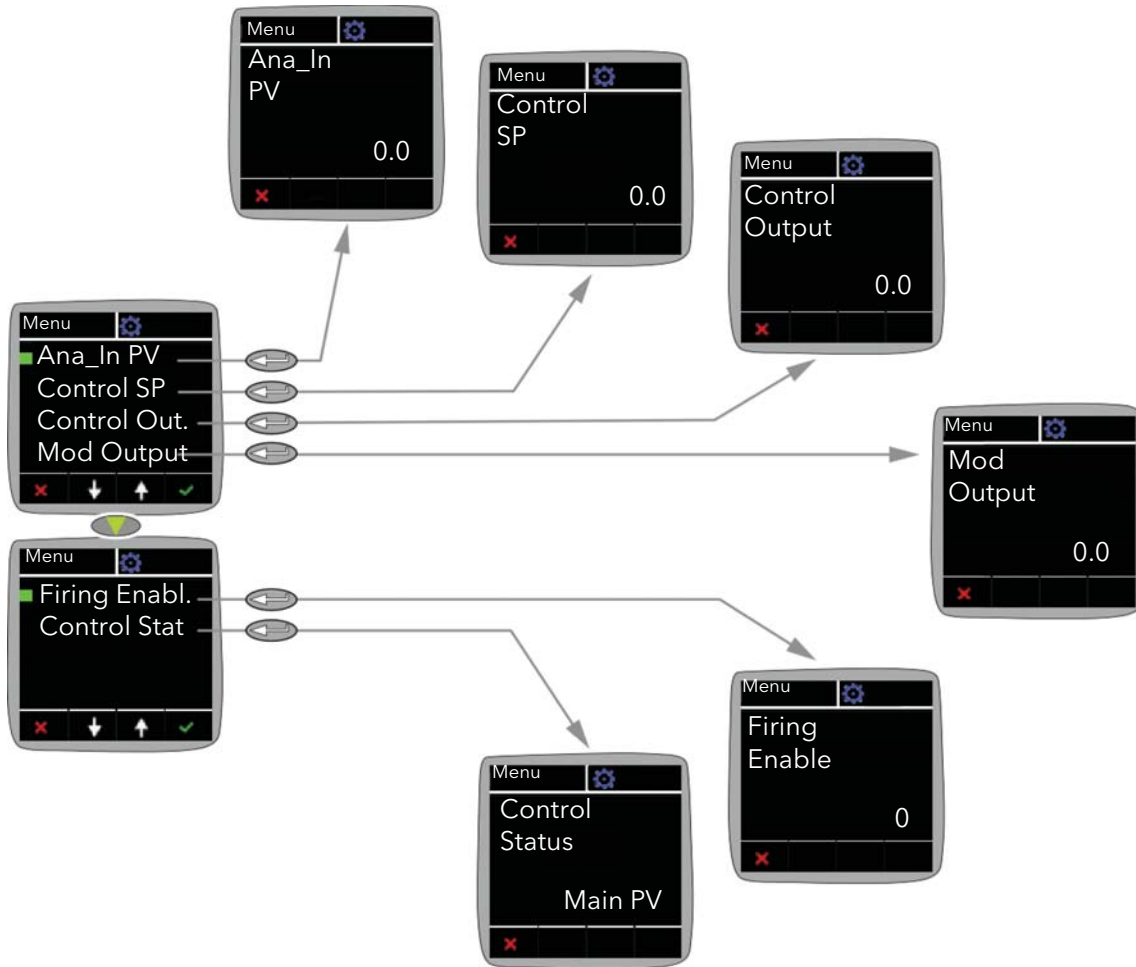 Menu
Ana_In
PV
0.0
Menu
Control
SP
0.0
Menu
Control
Output
0.0
Menu
Ana_In PV
Control SP
Control Out.
Mod Output
Menu
Mod
Output
0.0
Menu
Firing Enabl.
Control Stat
Menu
Firing
Enable
0
Menu
Control
Status
Main PV